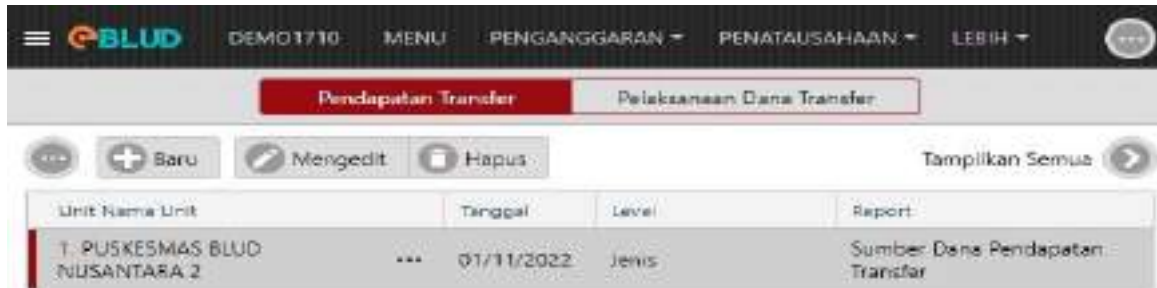 eBLUD DEMO1710 MENU PENGANGGARAN PENATAUSAHAAN LEBIH
Pendapatan Transfer Pelaksanaan Dana Transfer
Baru Mengedit Hapus Tampilkan Semua
Unit Nama Unit Tanggal Level Report
1. PUSKESMAS BLUD ... 01/11/2022 Jenis Sumber Dana Pendapatan
NUSANTARA 2 Transfer